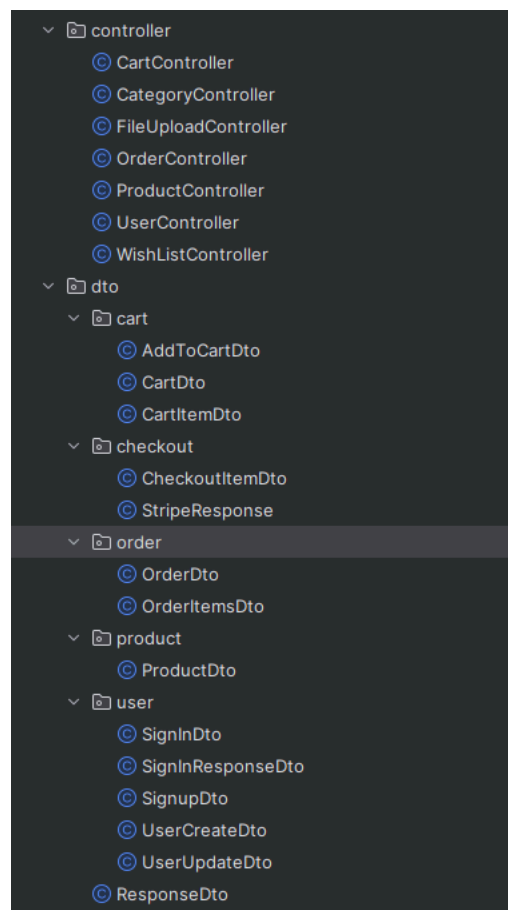 controller
CartController
CategoryController
FileUploadController
OrderController
ProductController
UserController
WishListController
dto
cart
AddToCartDto
CartDto
CartItemDto
checkout
CheckoutItemDto
StripeResponse
order
OrderDto
OrderItemsDto
product
ProductDto
user
SignInDto
SignInResponseDto
SignupDto
UserCreateDto
UserUpdateDto
ResponseDto